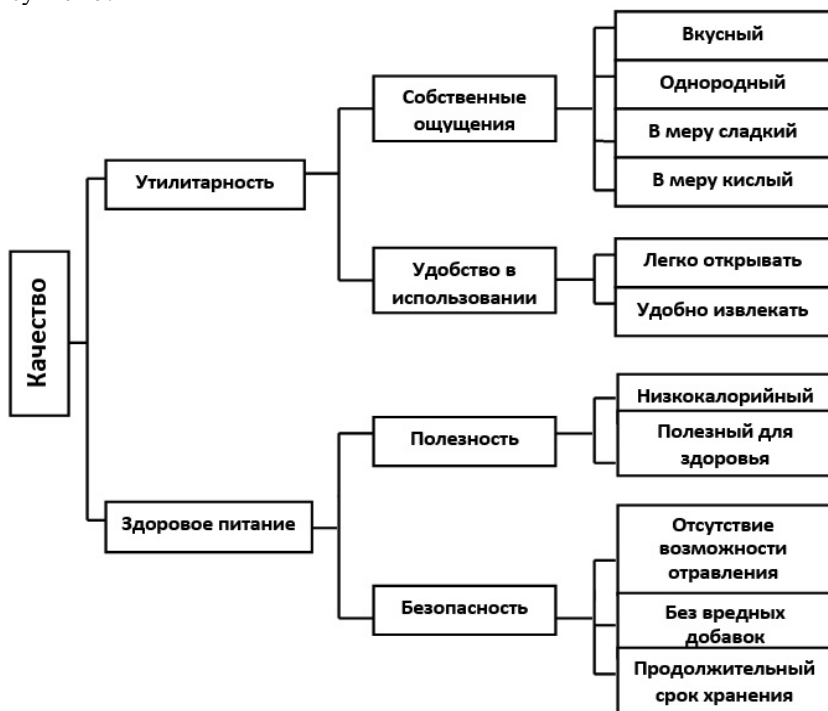 Качество
Утилитарность
Собственные
ощущения
Вкусный
Однородный
В меру сладкий
В меру кислый
Удобство в
использовании
Легко открывать
Удобно извлекать
Здоровое питание
Полезность
Низкокалорийный
Полезный для
здоровья
Безопасность
Отсутствие
возможности
отравления
Без вредных
добавок
Продолжительный
срок хранения